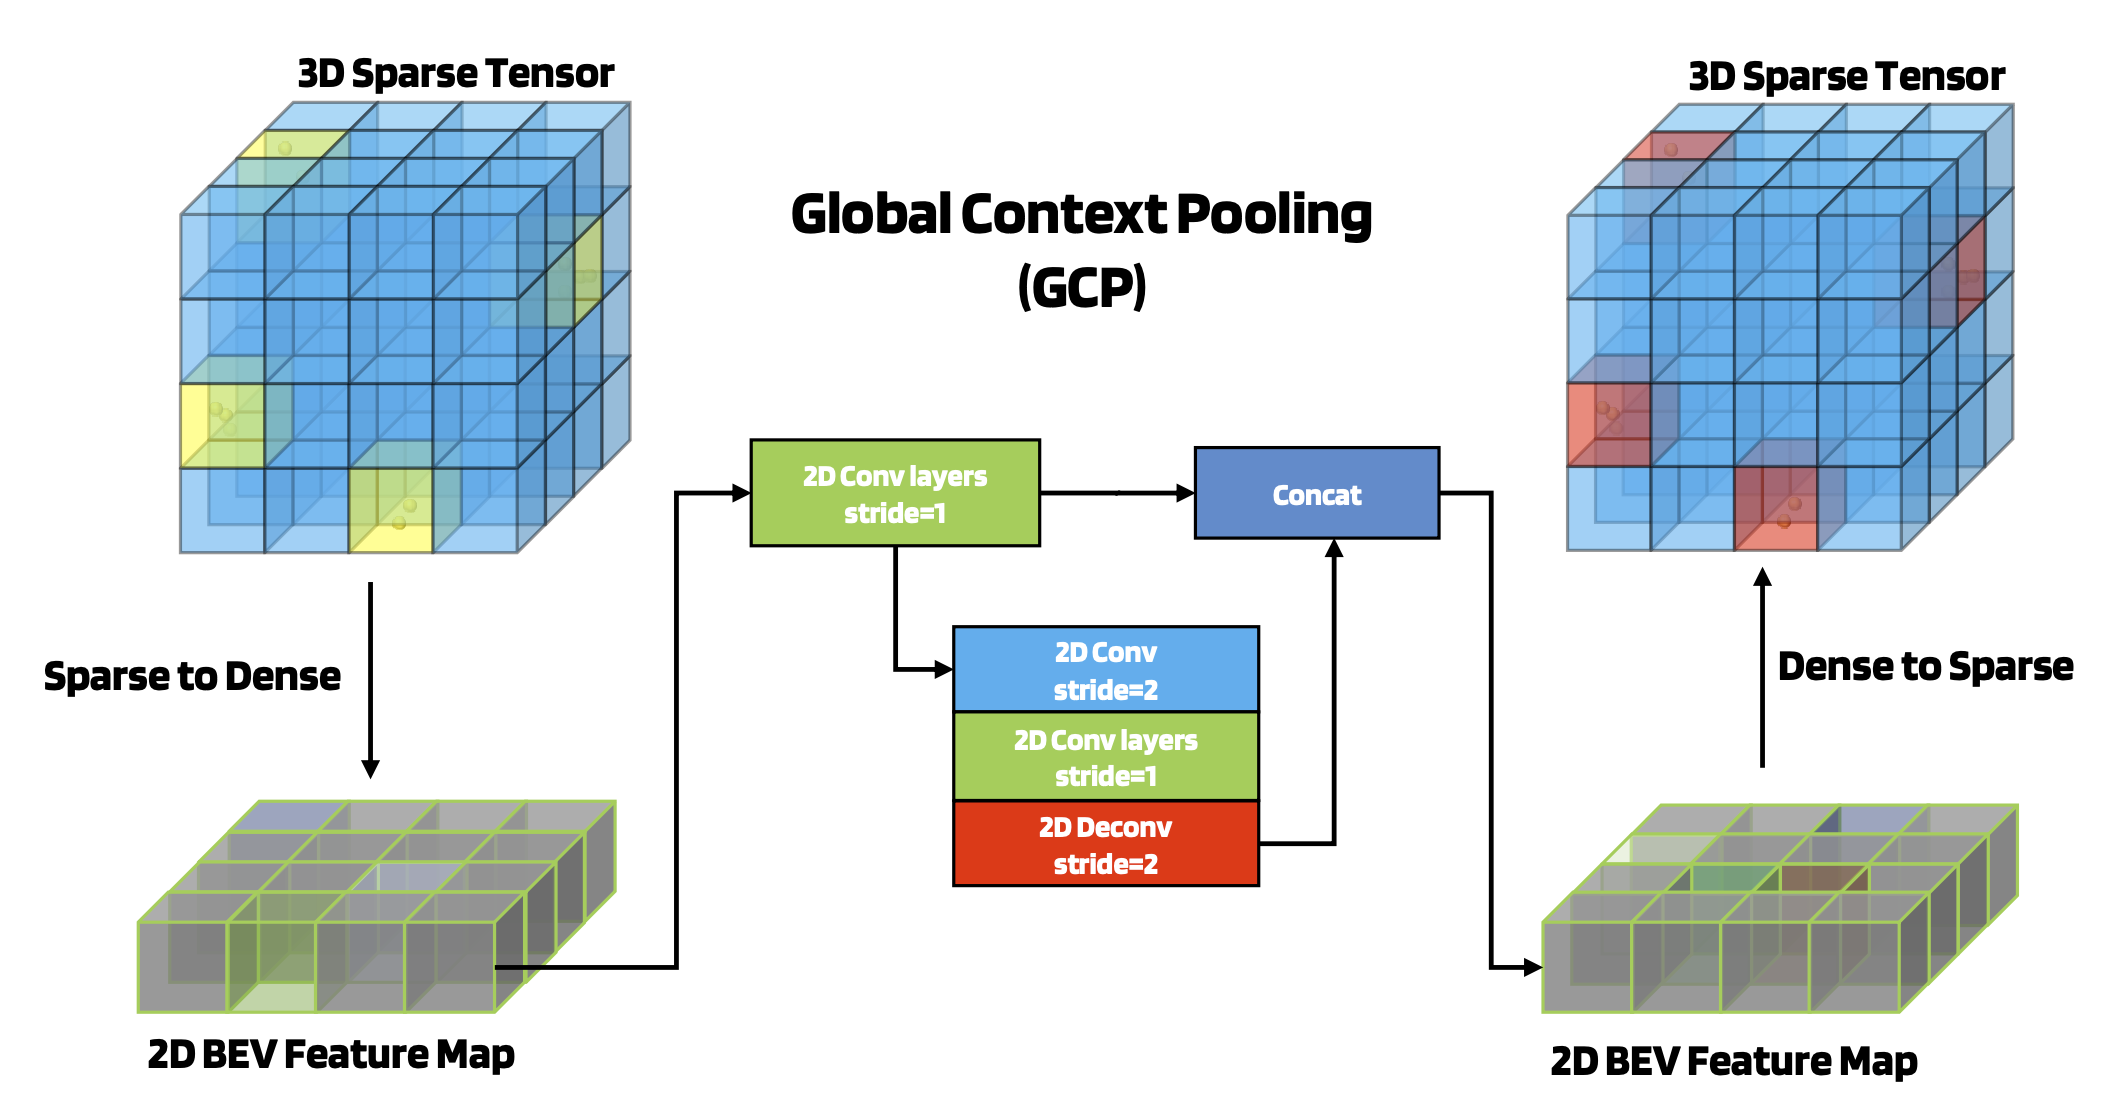 3D Sparse Tensor
3D Sparse Tensor
Global Context Pooling
(GCP)
2D Conv layers
stride=1
Concat
2D Conv
stride=2
2D Conv layers
stride=1
2D Deconv
stride=2
Sparse to Dense
Dense to Sparse
2D BEV Feature Map
2D BEV Feature Map